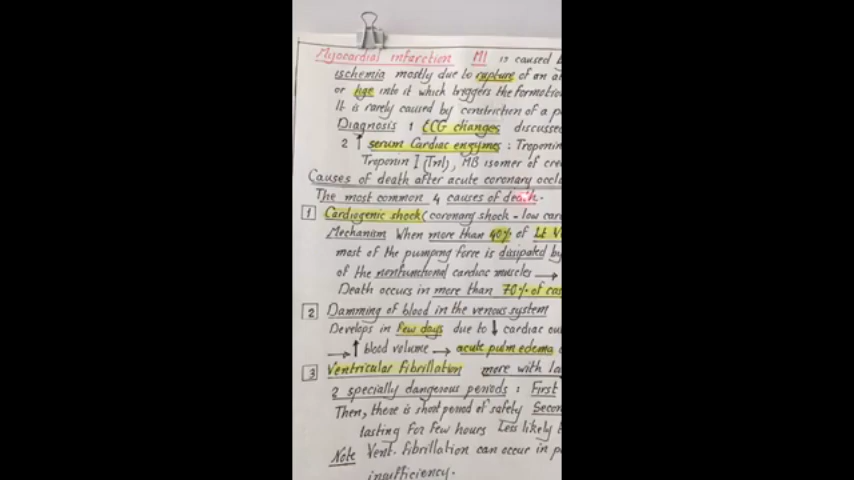 Myocardial infarction MI is caused b
ischemia mostly due to rupture of an a
or into it which triggers the formatio
It is rarely caused by constriction of a p
Diagnosis 1 ECG changes discusse
2 ↑ serum Cardiac enzymes : Troponin
Troponin I (TnI), MB isomer of cre
Causes of death after acute coronary occl
The most common 4 causes of death.
1 Cardiogenic shock (coronary shock - low car
Mechanism When more than 40% of Lt V
most of the pumping force is dissipated by
of the nonfunctional cardiac muscles →
Death occurs in more than 70% of cas
2 Damming of blood in the venous system
Develops in few days due to ↓ cardiac ou
→ ↑ blood volume → acute pulm edema
3 Ventricular fibrillation more with la
2 specially dangerous periods : First
Then, there is short period of safety Secon
lasting For few hours Less likely t
Note Vent. fibrillation can occur in p
insufficiency.